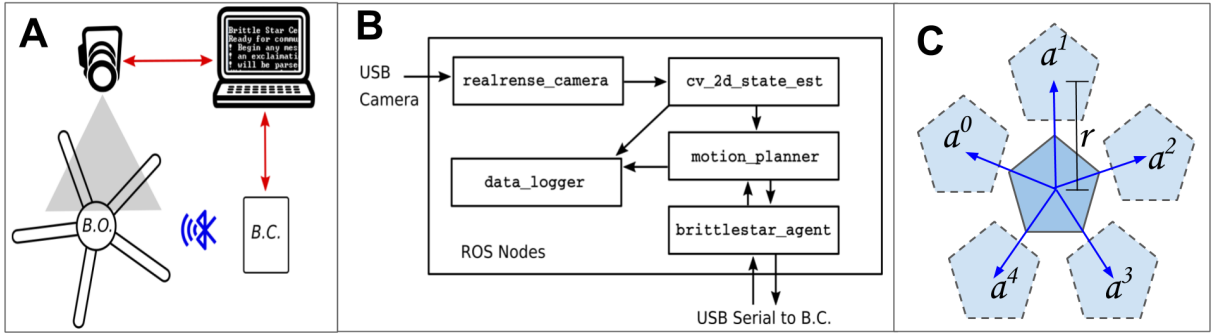 A
Brittle Star Ce
Ready for commu
! Begin any mes
! an exclamati
! will be parse
B.O.
B.C.
B
USB
Camera
realrense_camera
cv_2d_state_est
motion_planner
data_logger
brittlestar_agent
ROS Nodes
USB Serial to B.C.
C
a¹
r
a⁰
a²
a⁴
a³